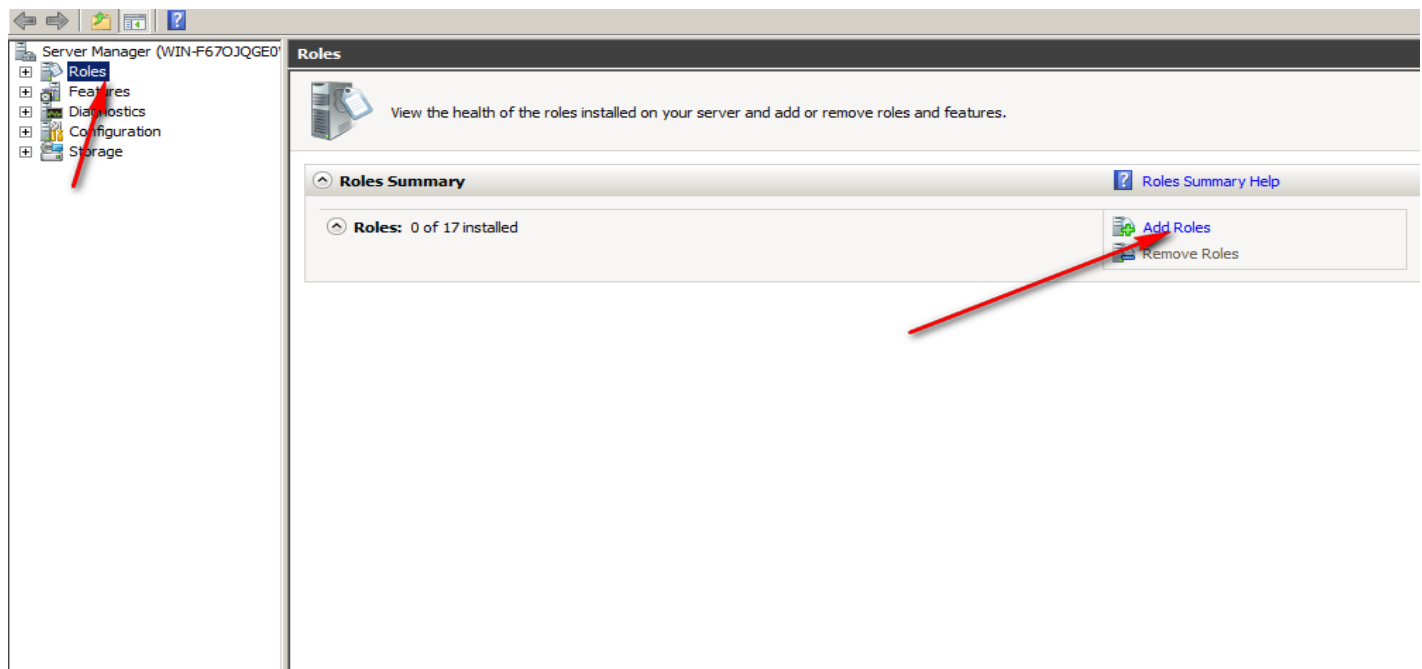 Server Manager (WIN-F67OJQGE0
Roles
Features
Diagnostics
Configuration
Storage
Roles
View the health of the roles installed on your server and add or remove roles and features.
Roles Summary
Roles Summary Help
Roles: 0 of 17 installed
Add Roles
Remove Roles